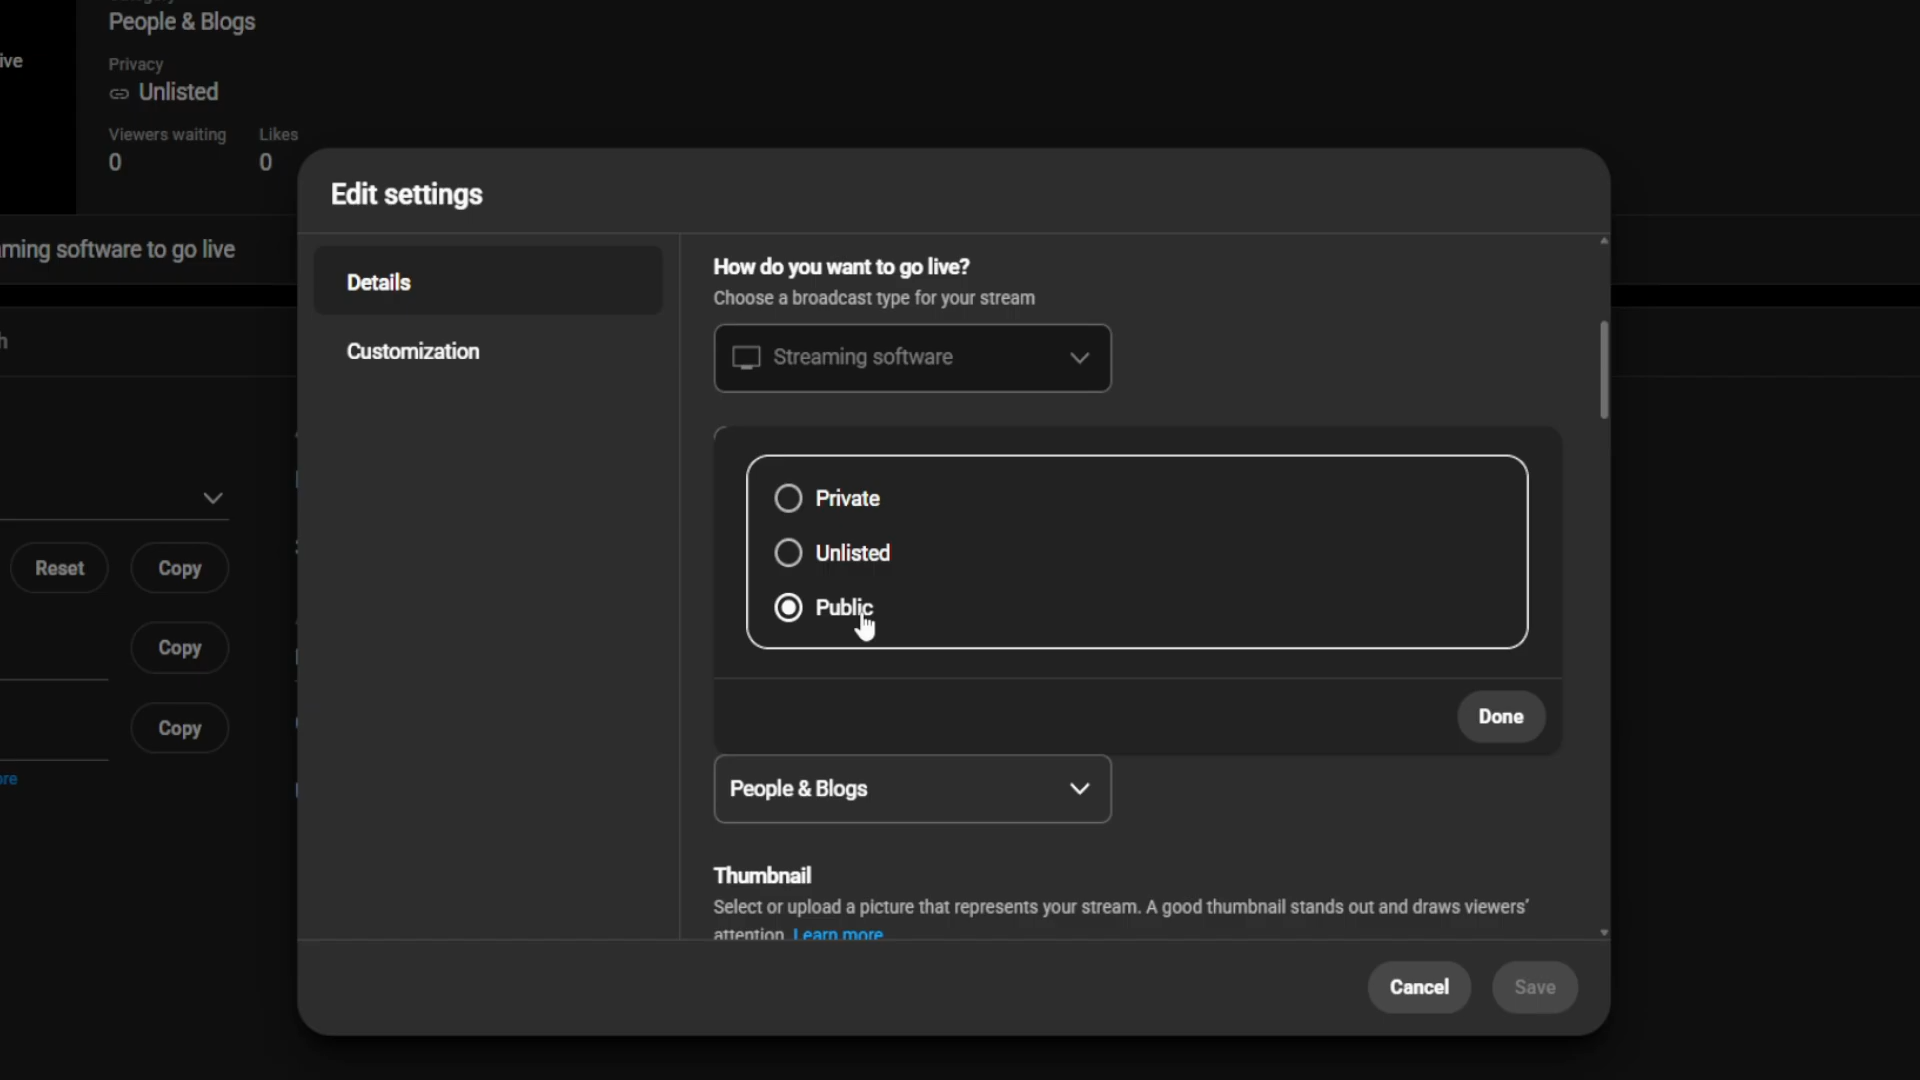 People & Blogs
ive
Privacy
Unlisted
Viewers waiting
Likes
0
0
ming software to go live
h
Reset
Copy
Copy
Copy
ore
Edit settings
Details
Customization
How do you want to go live?
Choose a broadcast type for your stream
Streaming software
Private
Unlisted
Public
Done
People & Blogs
Thumbnail
Select or upload a picture that represents your stream. A good thumbnail stands out and draws viewers'
attention. Learn more
Cancel
Save